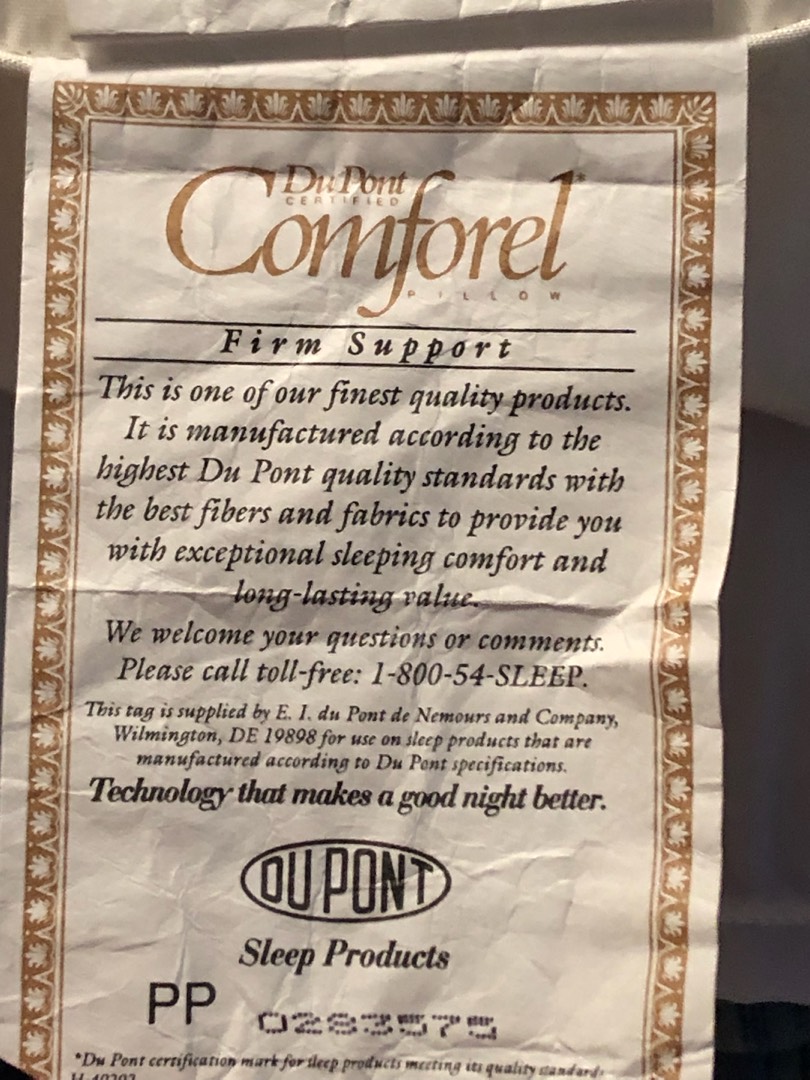 Du Pont
CERTIFIED
Comforel*
PILLOW
Firm Support
This is one of our finest quality products.
It is manufactured according to the
highest Du Pont quality standards with
the best fibers and fabrics to provide you
with exceptional sleeping comfort and
long-lasting value.
We welcome your questions or comments.
Please call toll-free: 1-800-54-SLEEP.
This tag is supplied by E. I. du Pont de Nemours and Company,
Wilmington, DE 19898 for use on sleep products that are
manufactured according to Du Pont specifications.
Technology that makes a good night better.
DU PONT
Sleep Products
PP 0283575
*Du Pont certification mark for sleep products meeting its quality standards